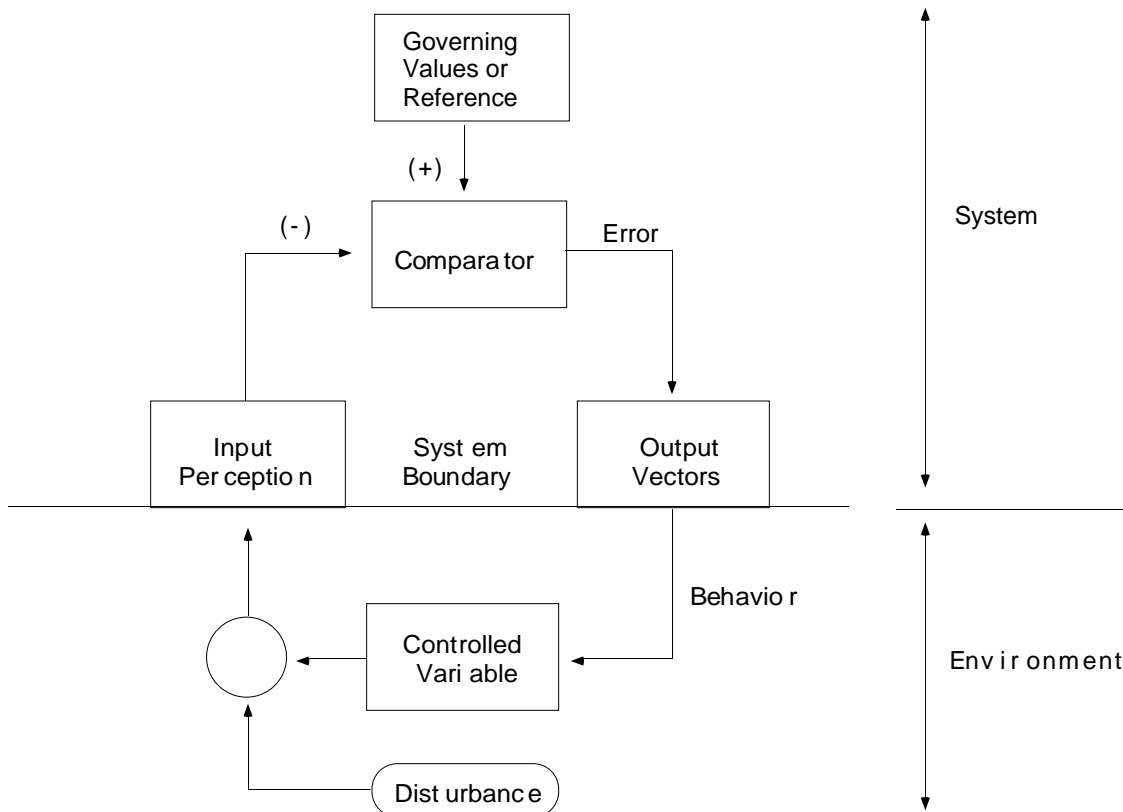 Governing
Values or
Reference
(+)
(-)
System
Error
Comparator
Input
Perception
System
Boundary
Output
Vectors
Behavior
Controlled
Variable
Environment
Disturbance